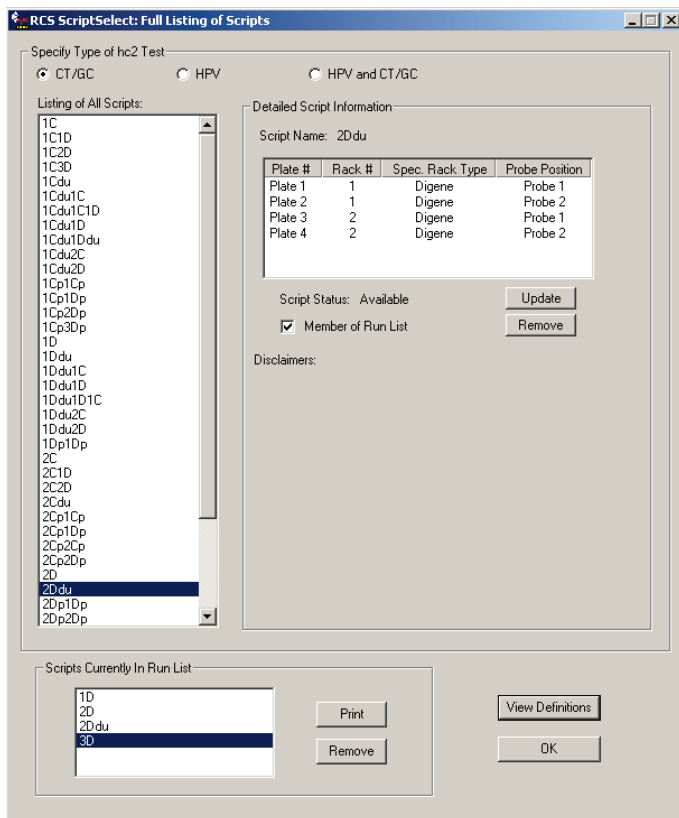 RCS ScriptSelect: Full Listing of Scripts
Specify Type of hc2 Test
CT/GC HPV HPV and CT/GC
Listing of All Scripts:
1C
1C1D
1C2D
1C3D
1Cdu
1Cdu1C
1Cdu1C1D
1Cdu1D
1Cdu1Ddu
1Cdu2C
1Cdu2D
1Cp1Cp
1Cp1Dp
1Cp2Dp
1Cp3Dp
1D
1Ddu
1Ddu1C
1Ddu1D
1Ddu1D1C
1Ddu2C
1Ddu2D
1Dp1Dp
2C
2C1D
2C2D
2Cdu
2Cp1Cp
2Cp1Dp
2Cp2Cp
2Cp2Dp
2D
2Ddu
2Dp1Dp
2Dp2Dp
Detailed Script Information
Script Name: 2Ddu
Plate # Rack # Spec. Rack Type Probe Position
Plate 1 1 Digene Probe 1
Plate 2 1 Digene Probe 2
Plate 3 2 Digene Probe 1
Plate 4 2 Digene Probe 2
Script Status: Available Update
Member of Run List Remove
Disclaimers:
Scripts Currently In Run List
1D
2D
2Ddu
3D
Print
Remove
View Definitions
OK